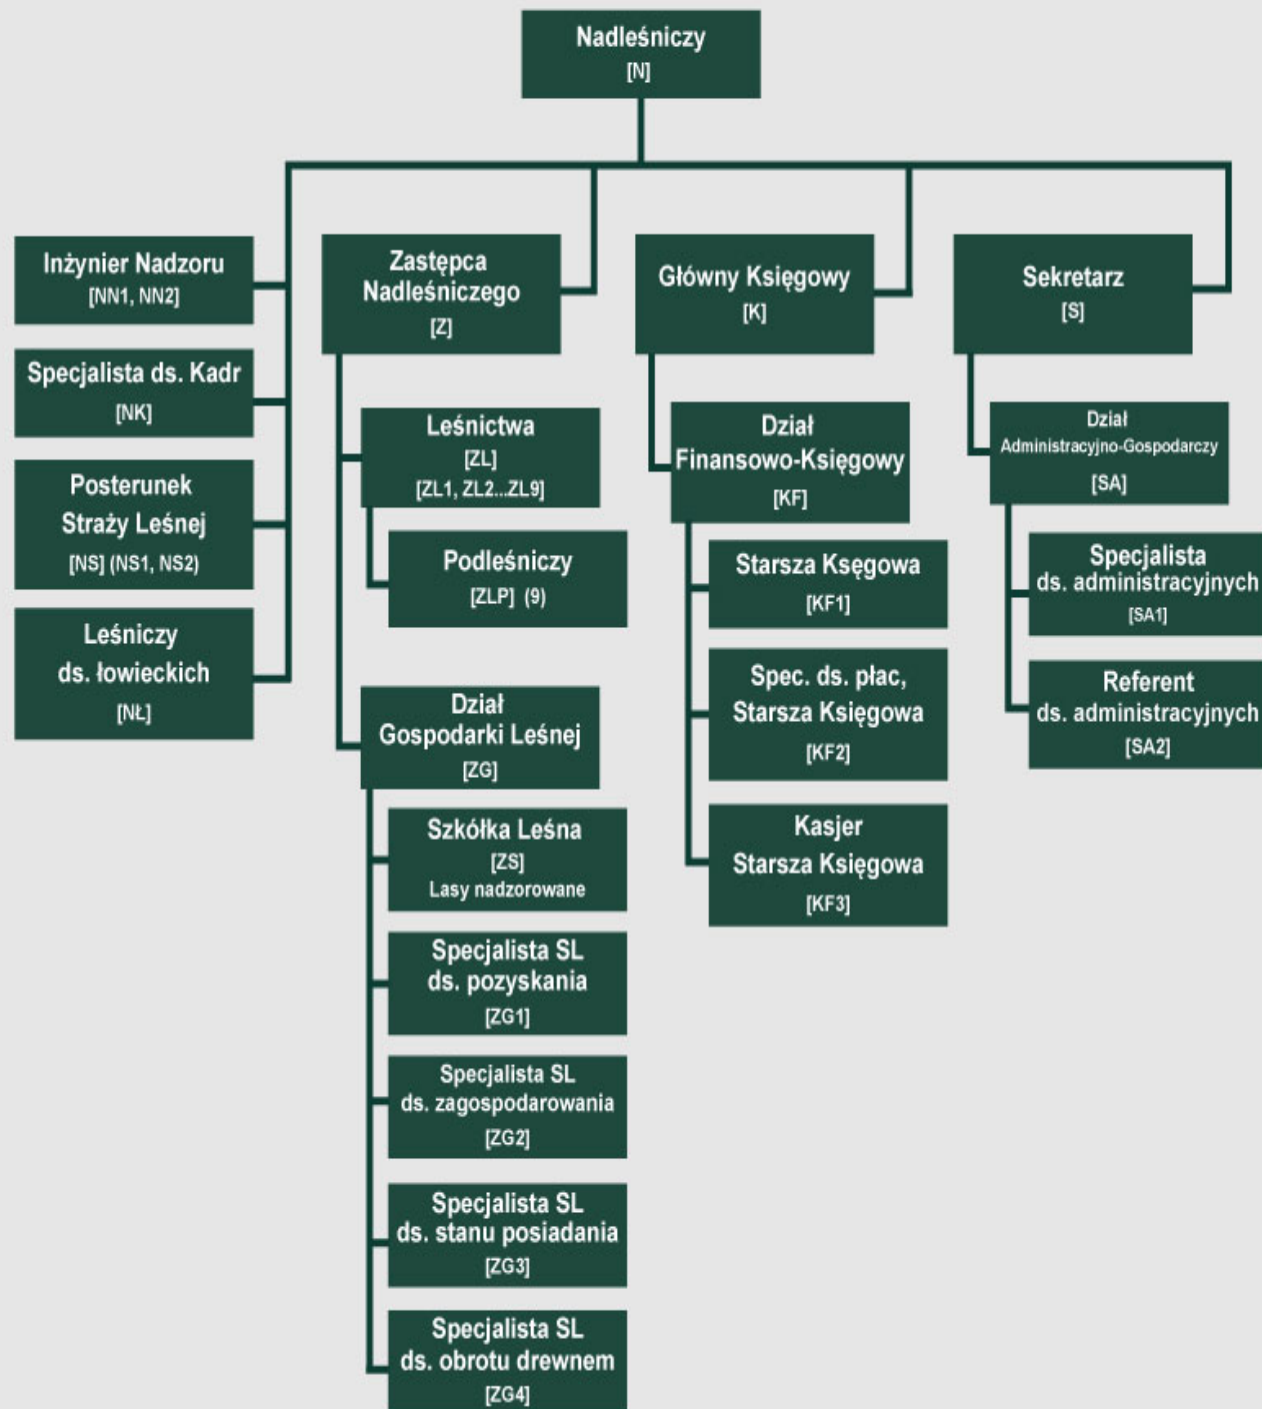 Nadleśniczy
[N]
Inżynier Nadzoru
[NN1, NN2]
Specjalista ds. Kadr
[NK]
Posterunek
Straży Leśnej
[NS] (NS1, NS2)
Leśniczy
ds. łowieckich
[NŁ]
Zastępca
Nadleśniczego
[Z]
Leśnictwa
[ZL]
[ZL1, ZL2...ZL9]
Podleśniczy
[ZLP] (9)
Dział
Gospodarki Leśnej
[ZG]
Szkółka Leśna
[ZS]
Lasy nadzorowane
Specjalista SL
ds. pozyskania
[ZG1]
Specjalista SL
ds. zagospodarowania
[ZG2]
Specjalista SL
ds. stanu posiadania
[ZG3]
Specjalista SL
ds. obrotu drewnem
[ZG4]
Główny Księgowy
[K]
Dział
Finansowo-Księgowy
[KF]
Starsza Ksęgowa
[KF1]
Spec. ds. płac,
Starsza Księgowa
[KF2]
Kasjer
Starsza Księgowa
[KF3]
Sekretarz
[S]
Dział
Administracyjno-Gospodarczy
[SA]
Specjalista
ds. administracyjnych
[SA1]
Referent
ds. administracyjnych
[SA2]